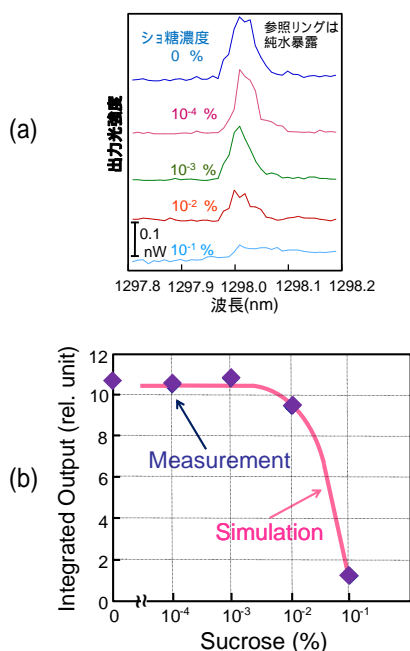 (a)
出力光強度
ショ糖濃度
0 %
参照リングは
純水暴露
10-4 %
10-3 %
10-2 %
0.1
nW
10-1 %
1297.8 1297.9 1298.0 1298.1 1298.2
波長(nm)
(b)
Integrated Output (rel. unit)
12
10
8
6
4
2
0
Measurement
Simulation
0 10-4 10-3 10-2 10-1
Sucrose (%)